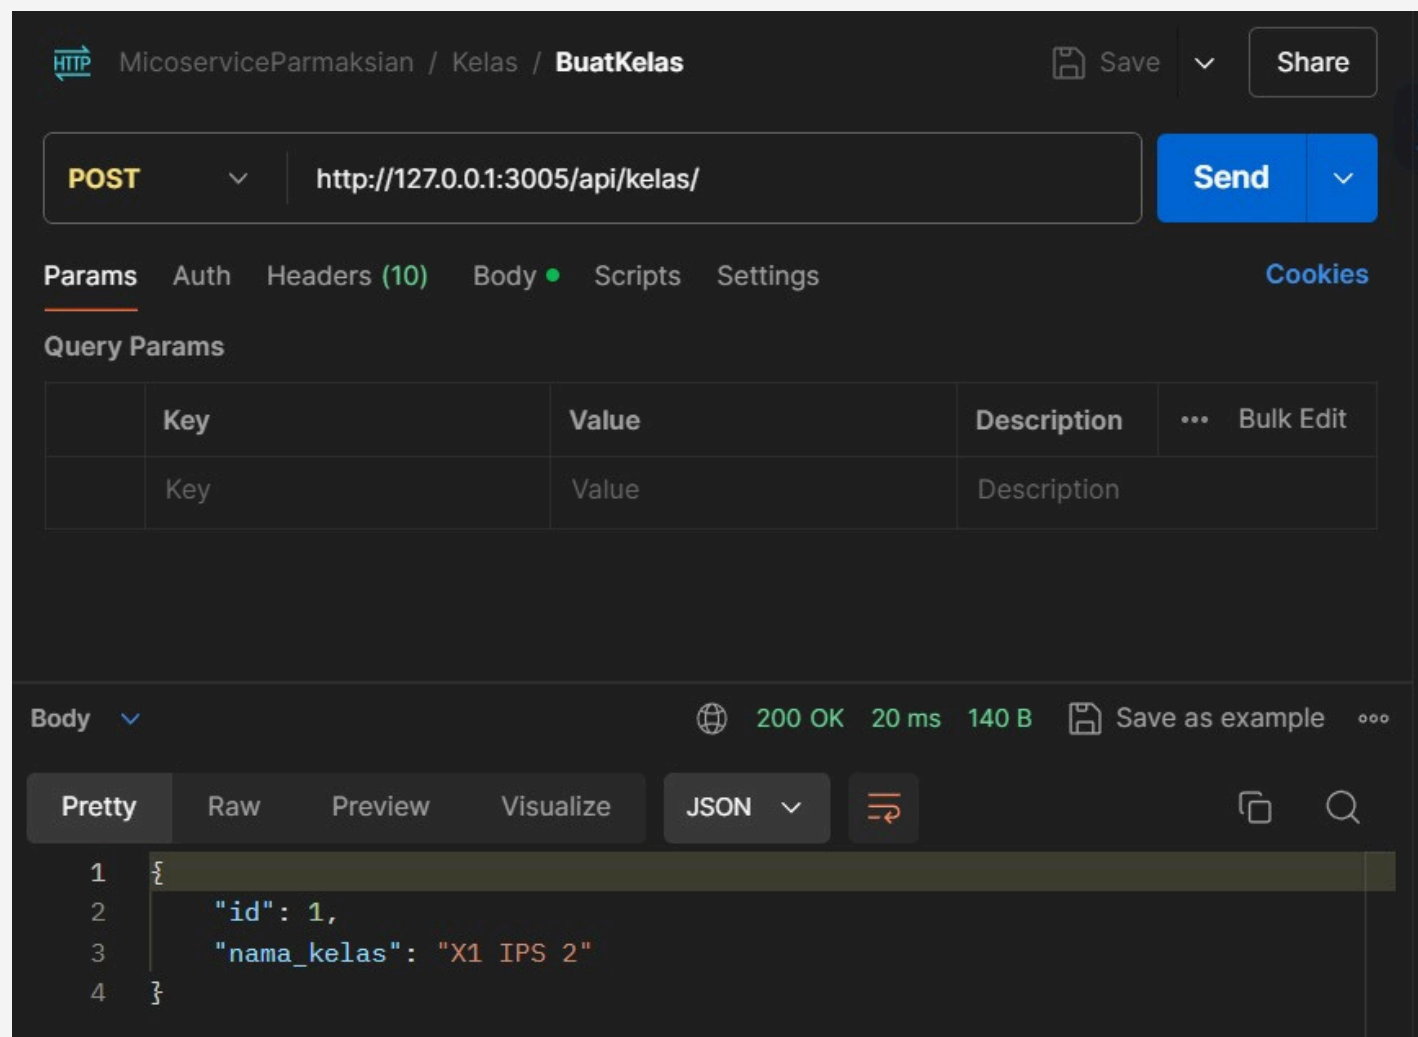 HTTP MicoserviceParmaksian / Kelas / BuatKelas Save Share
POST http://127.0.0.1:3005/api/kelas/ Send
Params Auth Headers (10) Body Scripts Settings Cookies
Query Params
Key Value Description ••• Bulk Edit
Key Value Description
Body 200 OK 20 ms 140 B Save as example
Pretty Raw Preview Visualize JSON
1 {
2 "id": 1,
3 "nama_kelas": "X1 IPS 2"
4 }